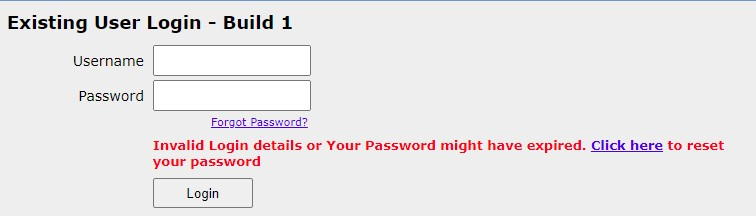 Existing User Login - Build 1
Username
Password
Forgot Password?
Invalid Login details or Your Password might have expired. Click here to reset
your password
Login